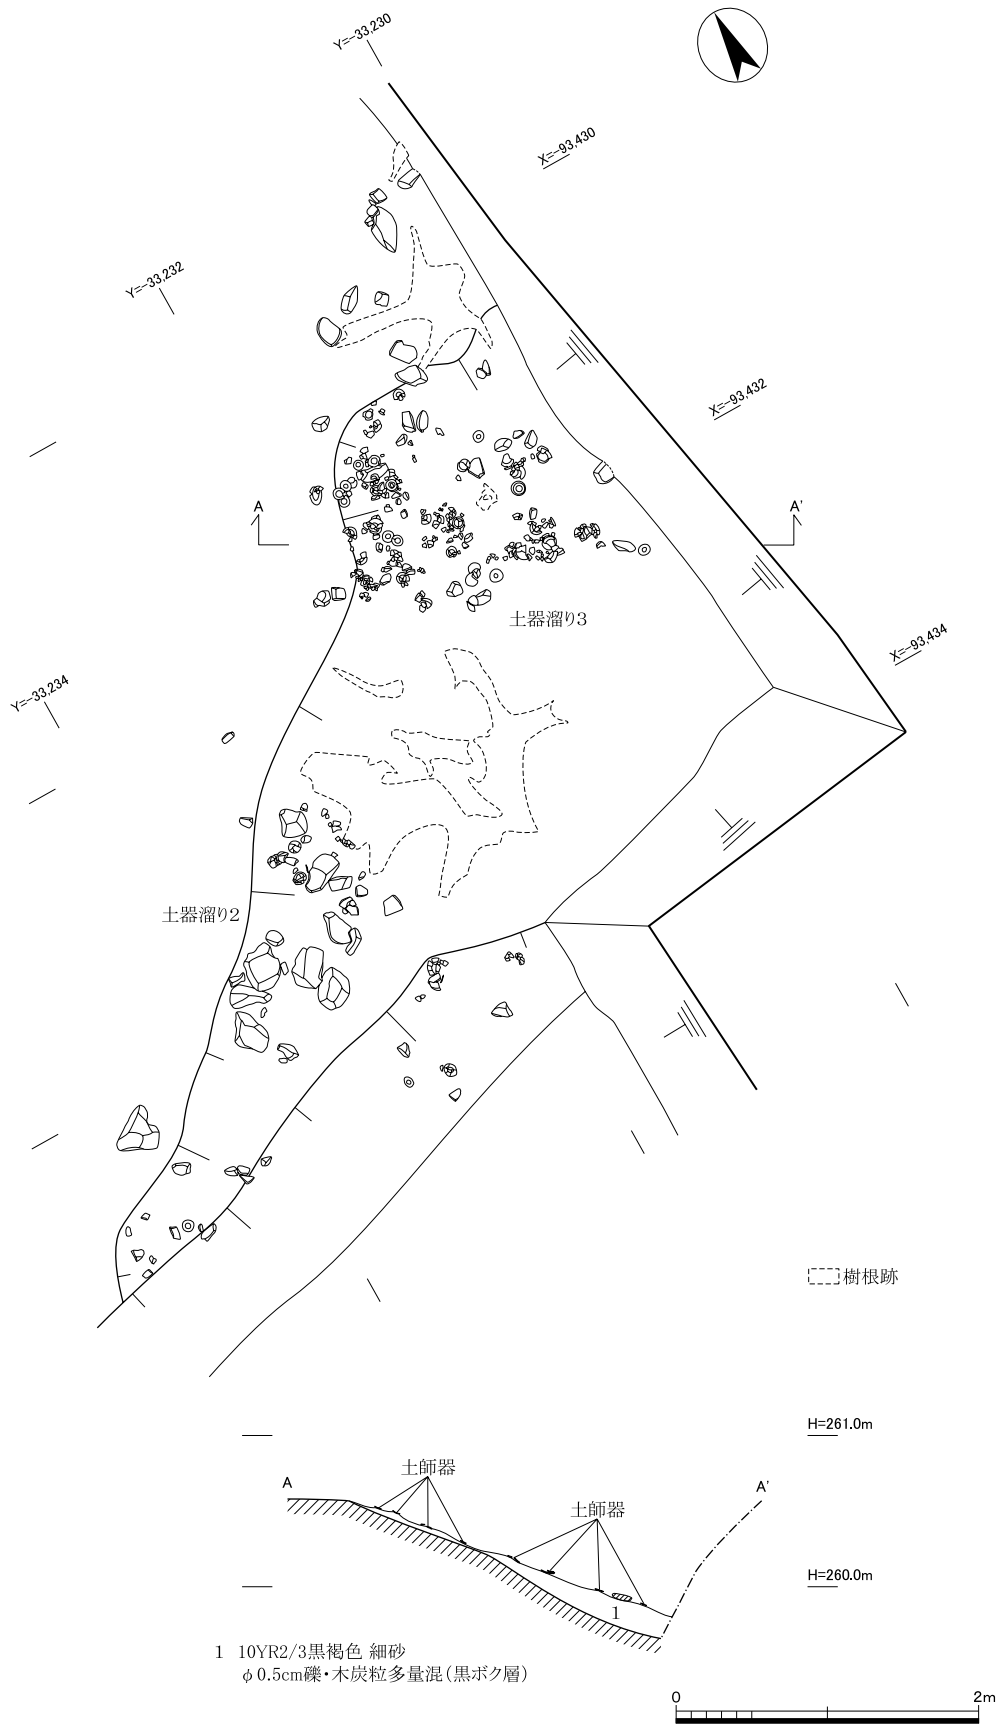 Y=-33,230
X=-93,430
Y=-33,232
X=-93,432
A
A'
土器溜り3
X=-93,434
Y=-33,234
土器溜り2
樹根跡
H=261.0m
土師器
A
A'
土師器
H=260.0m
1
1 10YR2/3黒褐色 細砂
φ0.5cm礫・木炭粒多量混(黒ボク層)
0
2m